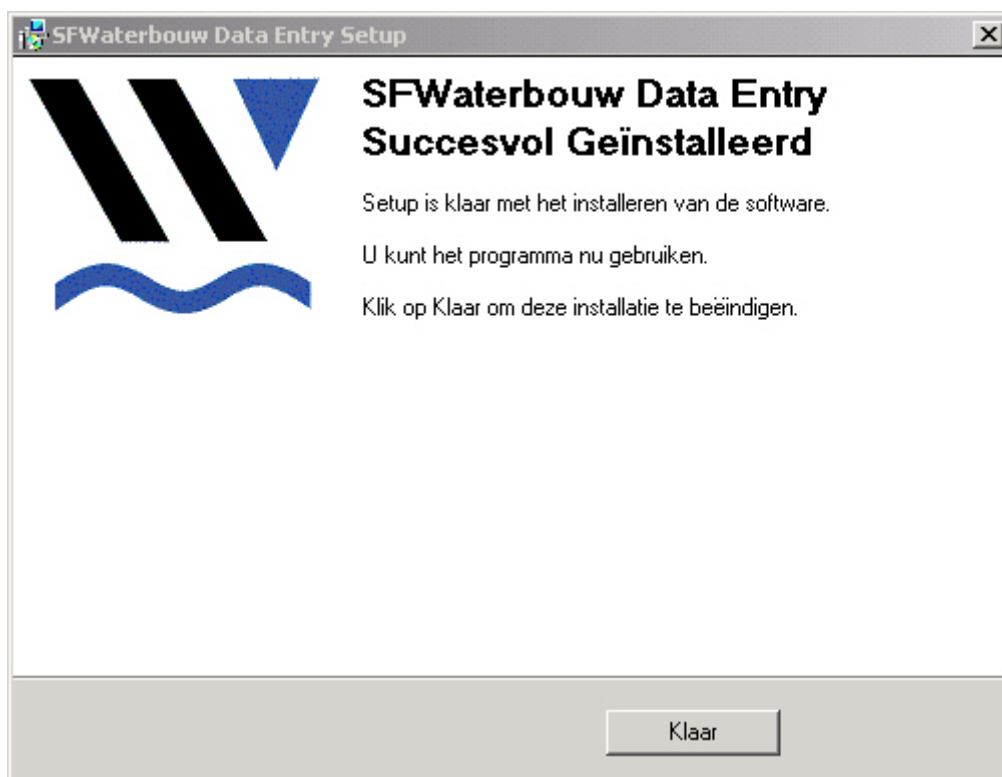 SFWaterbouw Data Entry Setup
SFWaterbouw Data Entry
Succesvol Geïnstalleerd
Setup is klaar met het installeren van de software.
U kunt het programma nu gebruiken.
Klik op Klaar om deze installatie te beëindigen.
Klaar